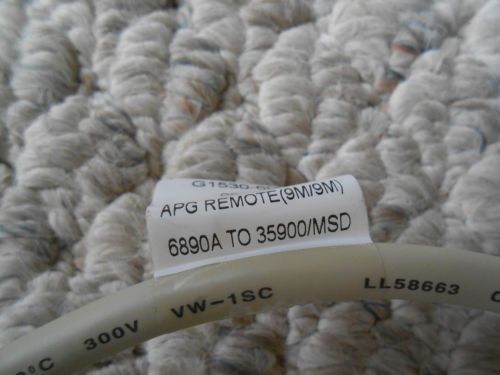 APG REMOTE(9M/9M)
6890A TO 35900/MSD
300V VW-1SC LL58663